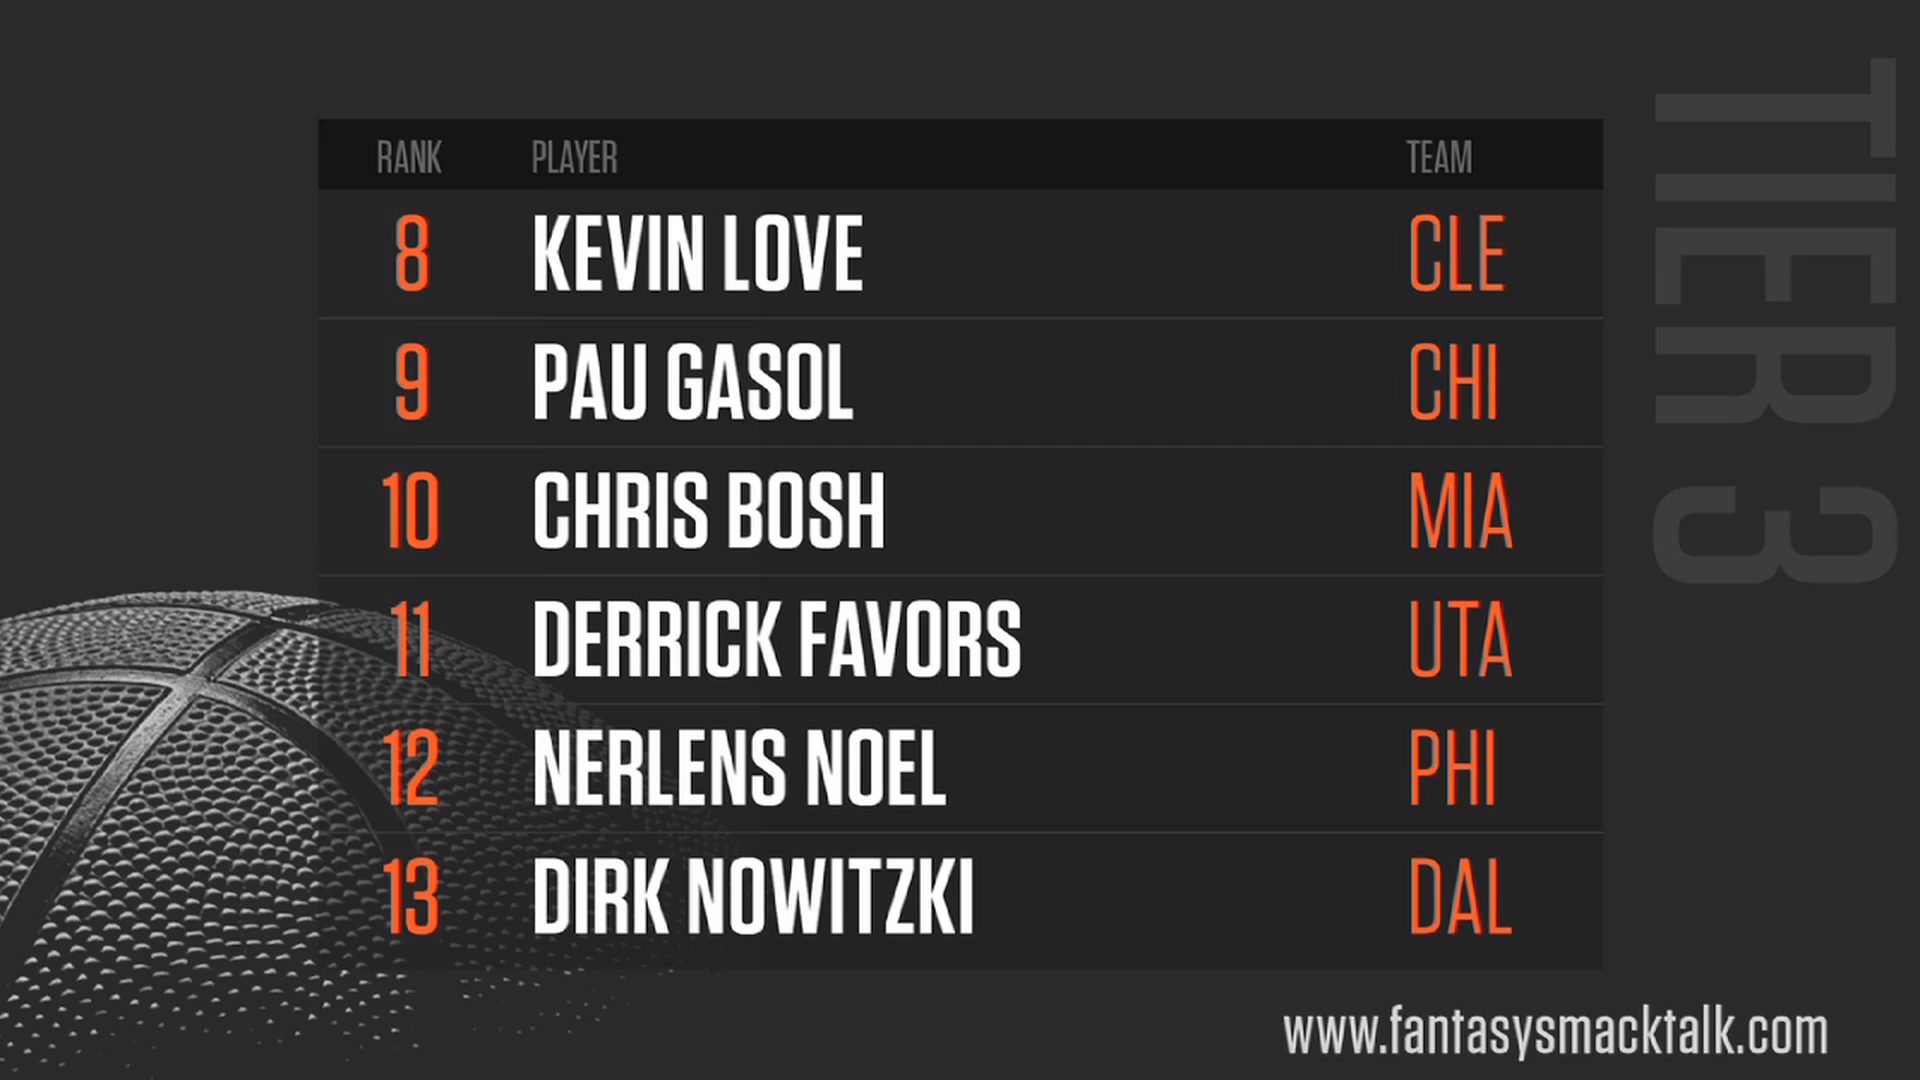 RANK PLAYER TEAM
8 KEVIN LOVE CLE
9 PAU GASOL CHI
10 CHRIS BOSH MIA
11 DERRICK FAVORS UTA
12 NERLENS NOEL PHI
13 DIRK NOWITZKI DAL
TIER 3
www.fantasysmacktalk.com